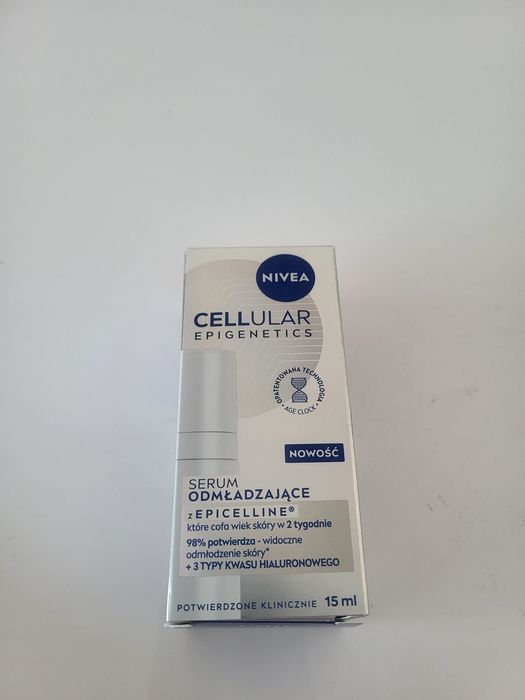 NIVEA
CELLULAR
EPIGENETICS
OPATENTOWANA TECHNOLOGIA
• AGE CLOCK •
NOWOŚĆ
SERUM
ODMŁADZAJĄCE
z EPICELLINE®
które cofa wiek skóry w 2 tygodnie
98% potwierdza - widoczne
odmłodzenie skóry*
+ 3 TYPY KWASU HIALURONOWEGO
POTWIERDZONE KLINICZNIE 15 ml